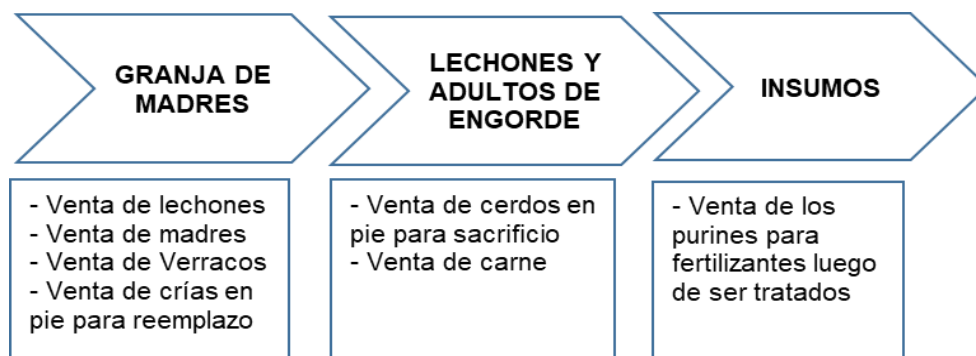 GRANJA DE
MADRES
LECHONES Y
ADULTOS DE
ENGORDE
INSUMOS
- Venta de lechones
- Venta de madres
- Venta de Verracos
- Venta de crías en
pie para reemplazo
- Venta de cerdos en
pie para sacrificio
- Venta de carne
- Venta de los
purines para
fertilizantes luego
de ser tratados